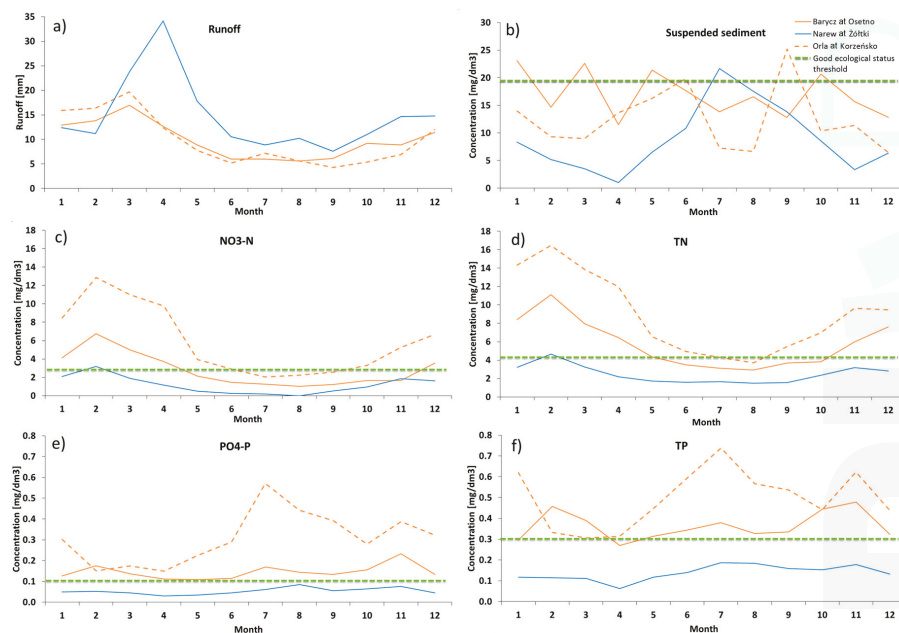 a)
Runoff
Runoff [mm]
40
35
30
25
20
15
10
5
0
1 2 3 4 5 6 7 8 9 10 11 12
Month
b)
Suspended sediment
Barycz at Osetno
Narew at Żółtki
Orla at Korzeńsko
Good ecological status
threshold
Concentration [mg/dm3]
30
25
20
15
10
5
0
1 2 3 4 5 6 7 8 9 10 11 12
Month
c)
NO3-N
Concentration [mg/dm3]
18
16
14
12
10
8
6
4
2
0
1 2 3 4 5 6 7 8 9 10 11 12
Month
d)
TN
Concentration [mg/dm3]
18
16
14
12
10
8
6
4
2
0
1 2 3 4 5 6 7 8 9 10 11 12
Month
e)
PO4-P
Concentration [mg/dm3]
0.8
0.7
0.6
0.5
0.4
0.3
0.2
0.1
0.0
1 2 3 4 5 6 7 8 9 10 11 12
Month
f)
TP
Concentration [mg/dm3]
0.8
0.7
0.6
0.5
0.4
0.3
0.2
0.1
0.0
1 2 3 4 5 6 7 8 9 10 11 12
Month